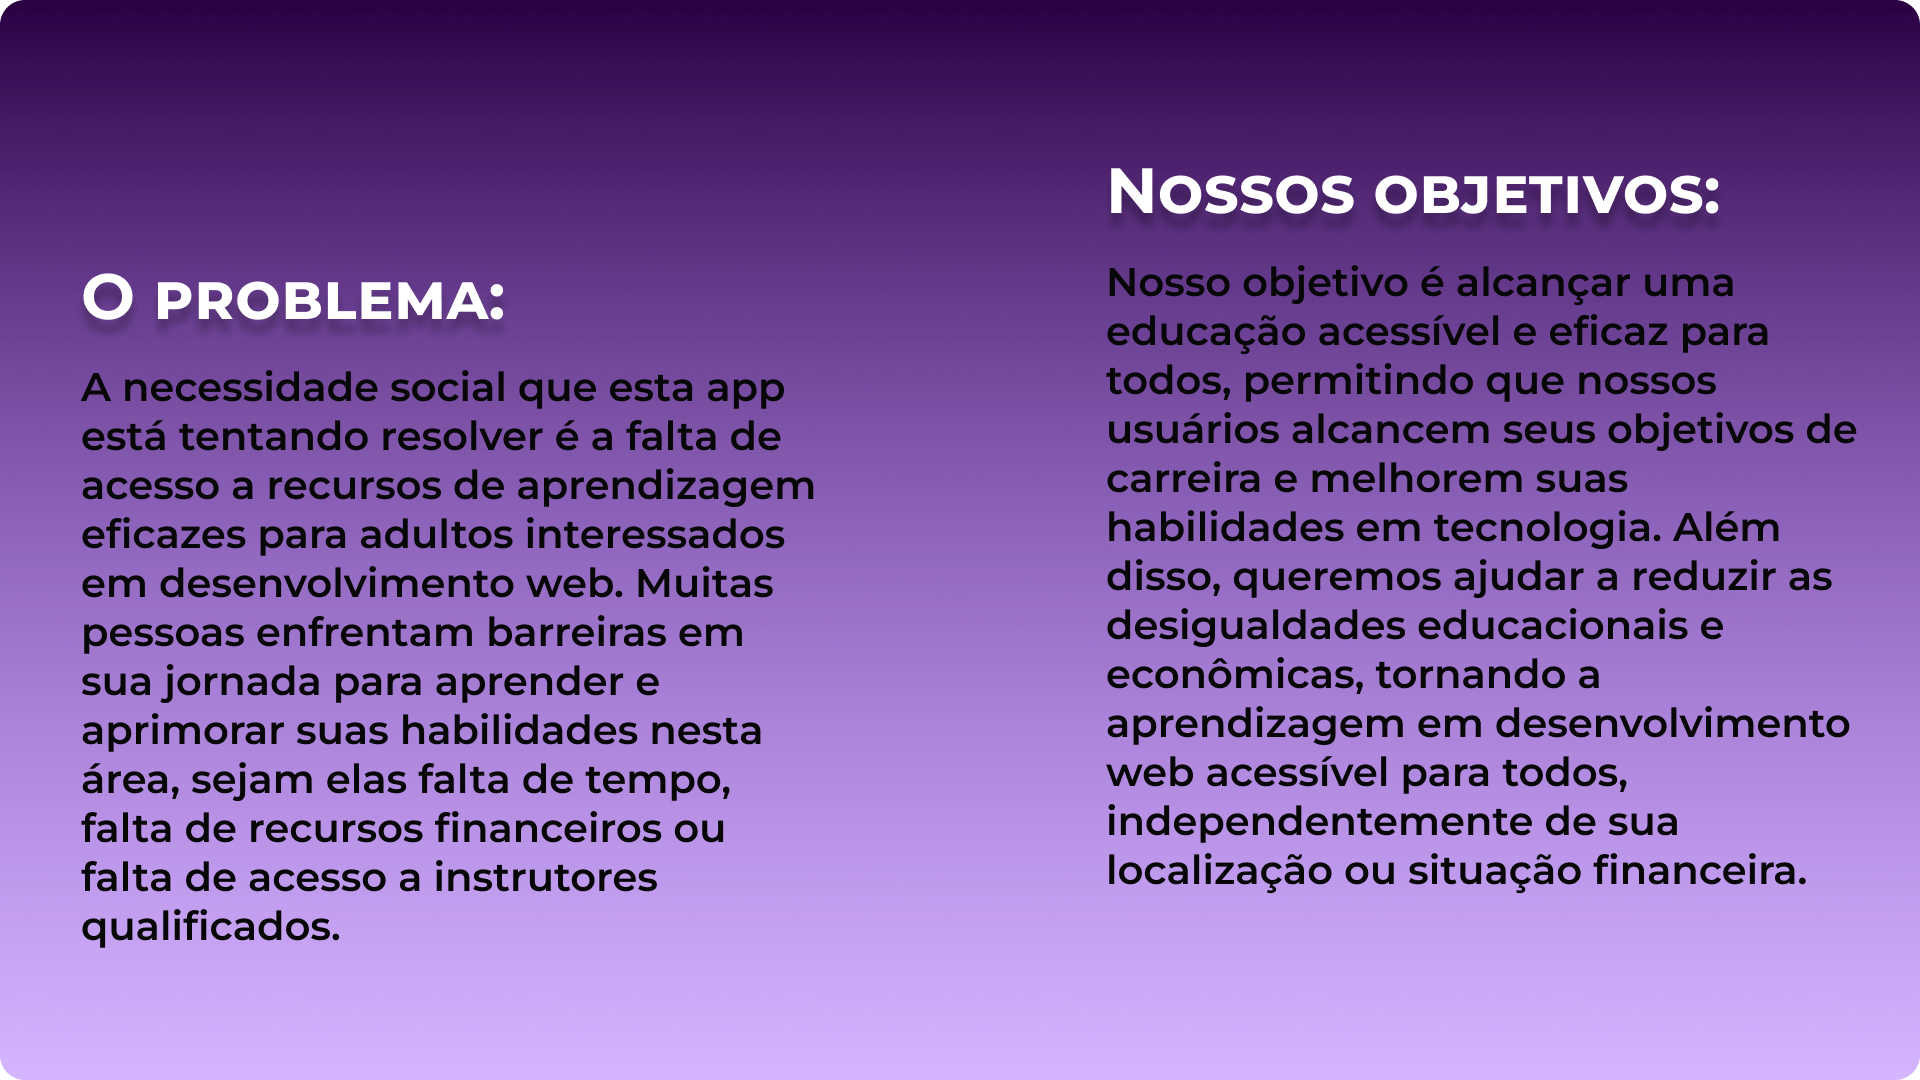 O problema:
A necessidade social que esta app
está tentando resolver é a falta de
acesso a recursos de aprendizagem
eficazes para adultos interessados
em desenvolvimento web. Muitas
pessoas enfrentam barreiras em
sua jornada para aprender e
aprimorar suas habilidades nesta
área, sejam elas falta de tempo,
falta de recursos financeiros ou
falta de acesso a instrutores
qualificados.
Nossos objetivos:
Nosso objetivo é alcançar uma
educação acessível e eficaz para
todos, permitindo que nossos
usuários alcancem seus objetivos de
carreira e melhorem suas
habilidades em tecnologia. Além
disso, queremos ajudar a reduzir as
desigualdades educacionais e
econômicas, tornando a
aprendizagem em desenvolvimento
web acessível para todos,
independentemente de sua
localização ou situação financeira.